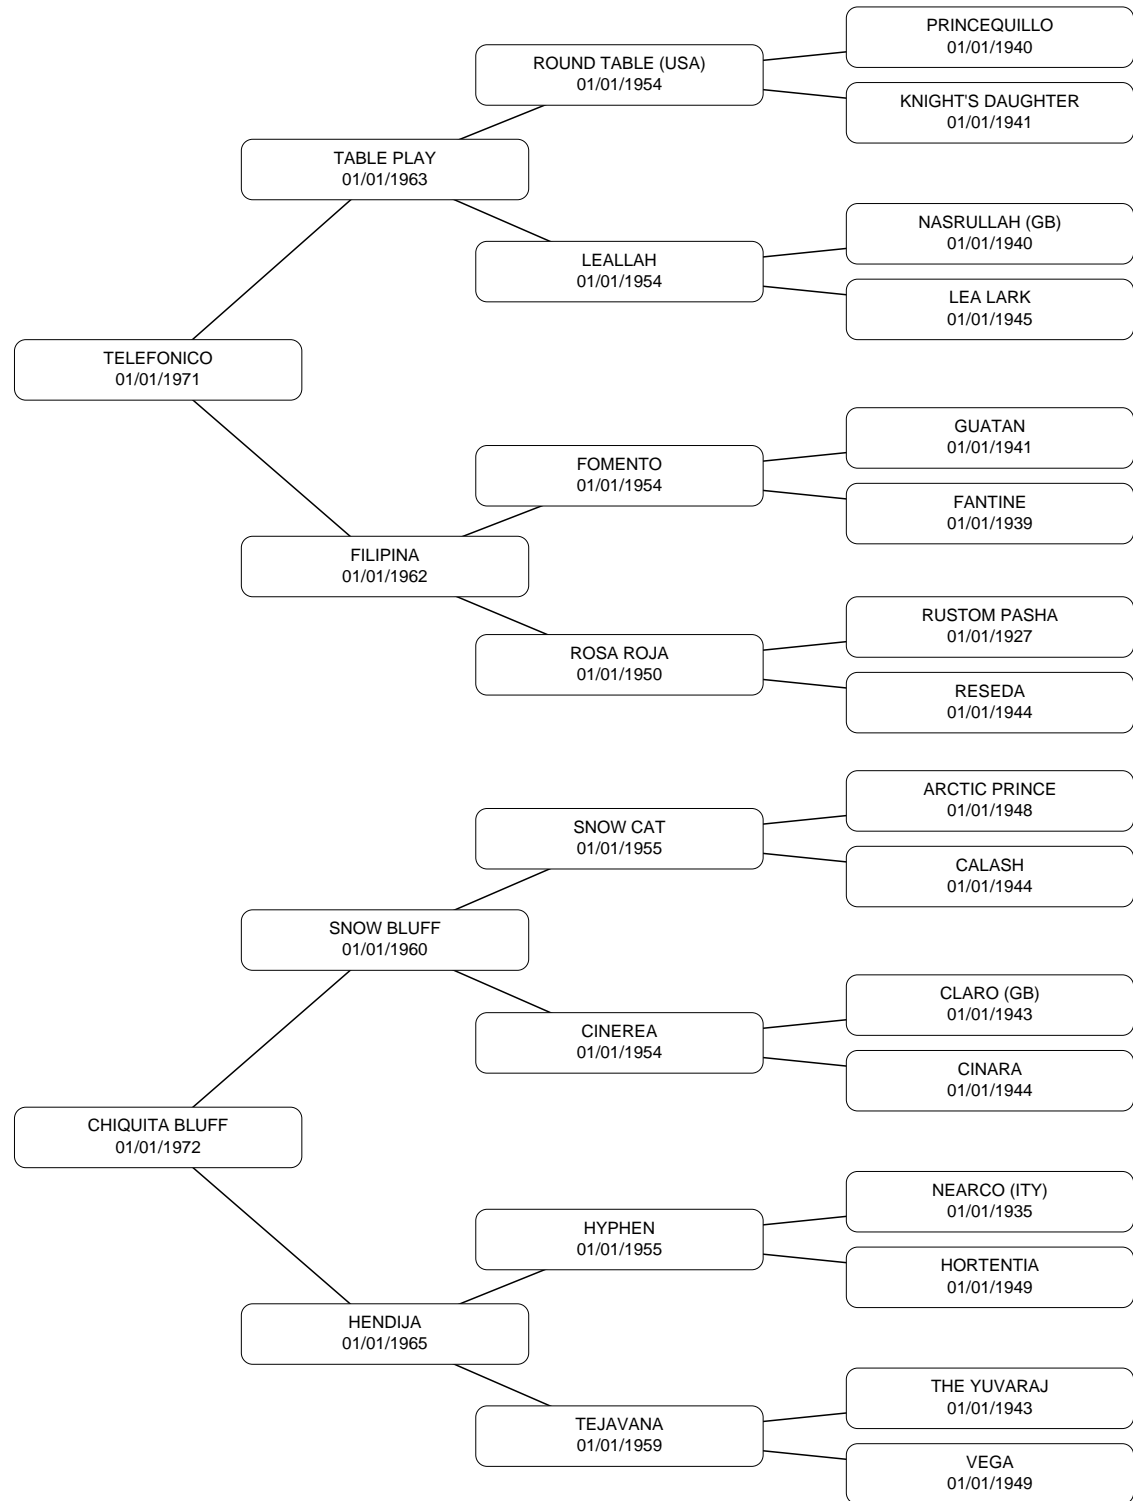 PRINCEQUILLO
01/01/1940
ROUND TABLE (USA)
01/01/1954
KNIGHT'S DAUGHTER
01/01/1941
TABLE PLAY
01/01/1963
NASRULLAH (GB)
01/01/1940
LEALLAH
01/01/1954
LEA LARK
01/01/1945
TELEFONICO
01/01/1971
GUATAN
01/01/1941
FOMENTO
01/01/1954
FANTINE
01/01/1939
FILIPINA
01/01/1962
RUSTOM PASHA
01/01/1927
ROSA ROJA
01/01/1950
RESEDA
01/01/1944
ARCTIC PRINCE
01/01/1948
SNOW CAT
01/01/1955
CALASH
01/01/1944
SNOW BLUFF
01/01/1960
CLARO (GB)
01/01/1943
CINEREA
01/01/1954
CINARA
01/01/1944
CHIQUITA BLUFF
01/01/1972
NEARCO (ITY)
01/01/1935
HYPHEN
01/01/1955
HORTENTIA
01/01/1949
HENDIJA
01/01/1965
THE YUVARAJ
01/01/1943
TEJAVANA
01/01/1959
VEGA
01/01/1949